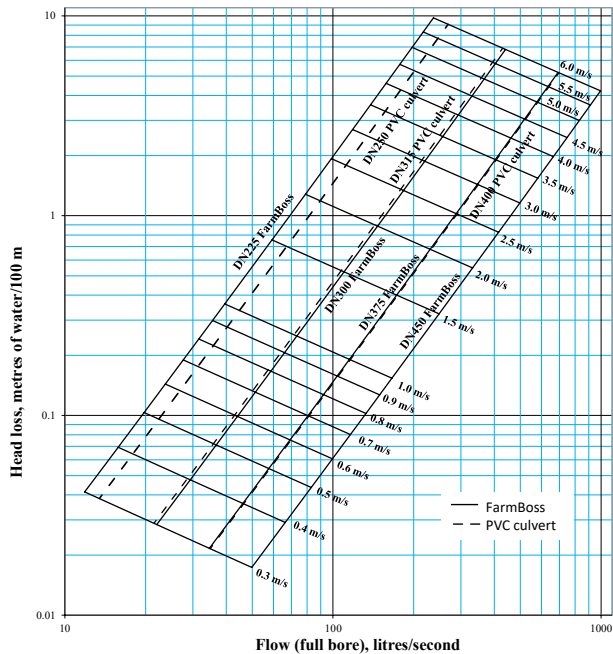 10
1
0.1
0.01
Head loss, metres of water/100 m
10
100
1000
Flow (full bore), litres/second
DN225 FarmBoss
DN250 PVC culvert
DN300 FarmBoss
DN315 PVC culvert
DN375 FarmBoss
DN400 PVC culvert
DN450 FarmBoss
6.0 m/s
5.5 m/s
5.0 m/s
4.5 m/s
4.0 m/s
3.5 m/s
3.0 m/s
2.5 m/s
2.0 m/s
1.5 m/s
1.0 m/s
0.9 m/s
0.8 m/s
0.7 m/s
0.6 m/s
0.5 m/s
0.4 m/s
0.3 m/s
FarmBoss
PVC culvert